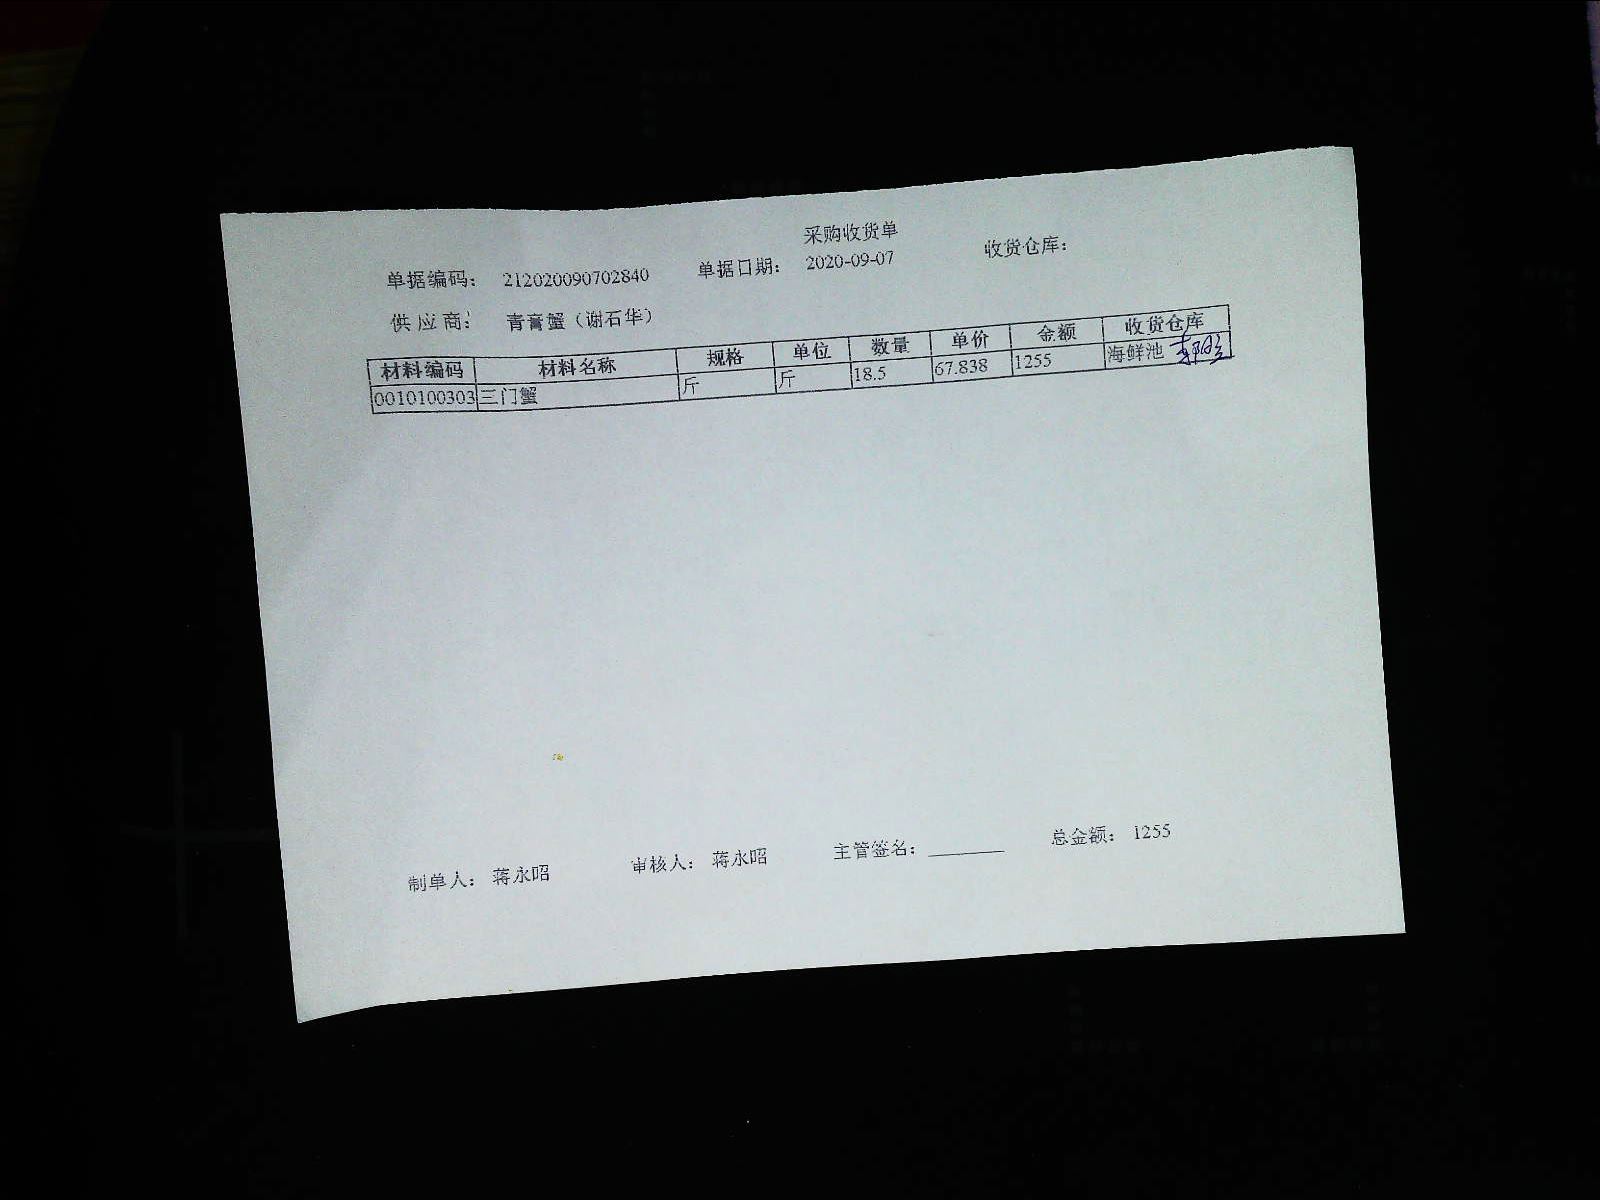 采购收货单
单据编码： 212020090702840 单据日期： 2020-09-07 收货仓库：
供 应 商： 青膏蟹（谢石华）
材料编码 材料名称 规格 单位 数量 单价 金额 收货仓库
0010100303 三门蟹 斤 斤 18.5 67.838 1255 海鲜池
制单人： 蒋永昭 审核人： 蒋永昭 主管签名： 总金额： 1255